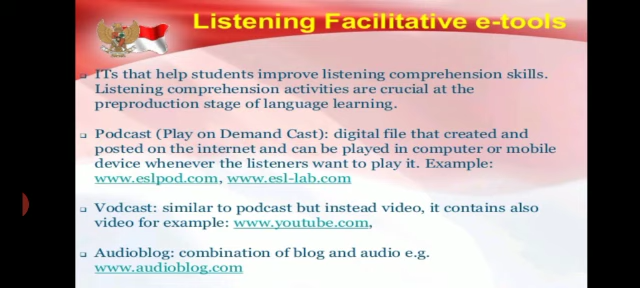 Listening Facilitative e-tools
ITs that help students improve listening comprehension skills.
Listening comprehension activities are crucial at the
preproduction stage of language learning.
Podcast (Play on Demand Cast): digital file that created and
posted on the internet and can be played in computer or mobile
device whenever the listeners want to play it. Example:
www.eslpod.com, www.esl-lab.com
Vodcast: similar to podcast but instead video, it contains also
video for example: www.youtube.com,
Audioblog: combination of blog and audio e.g.
www.audioblog.com